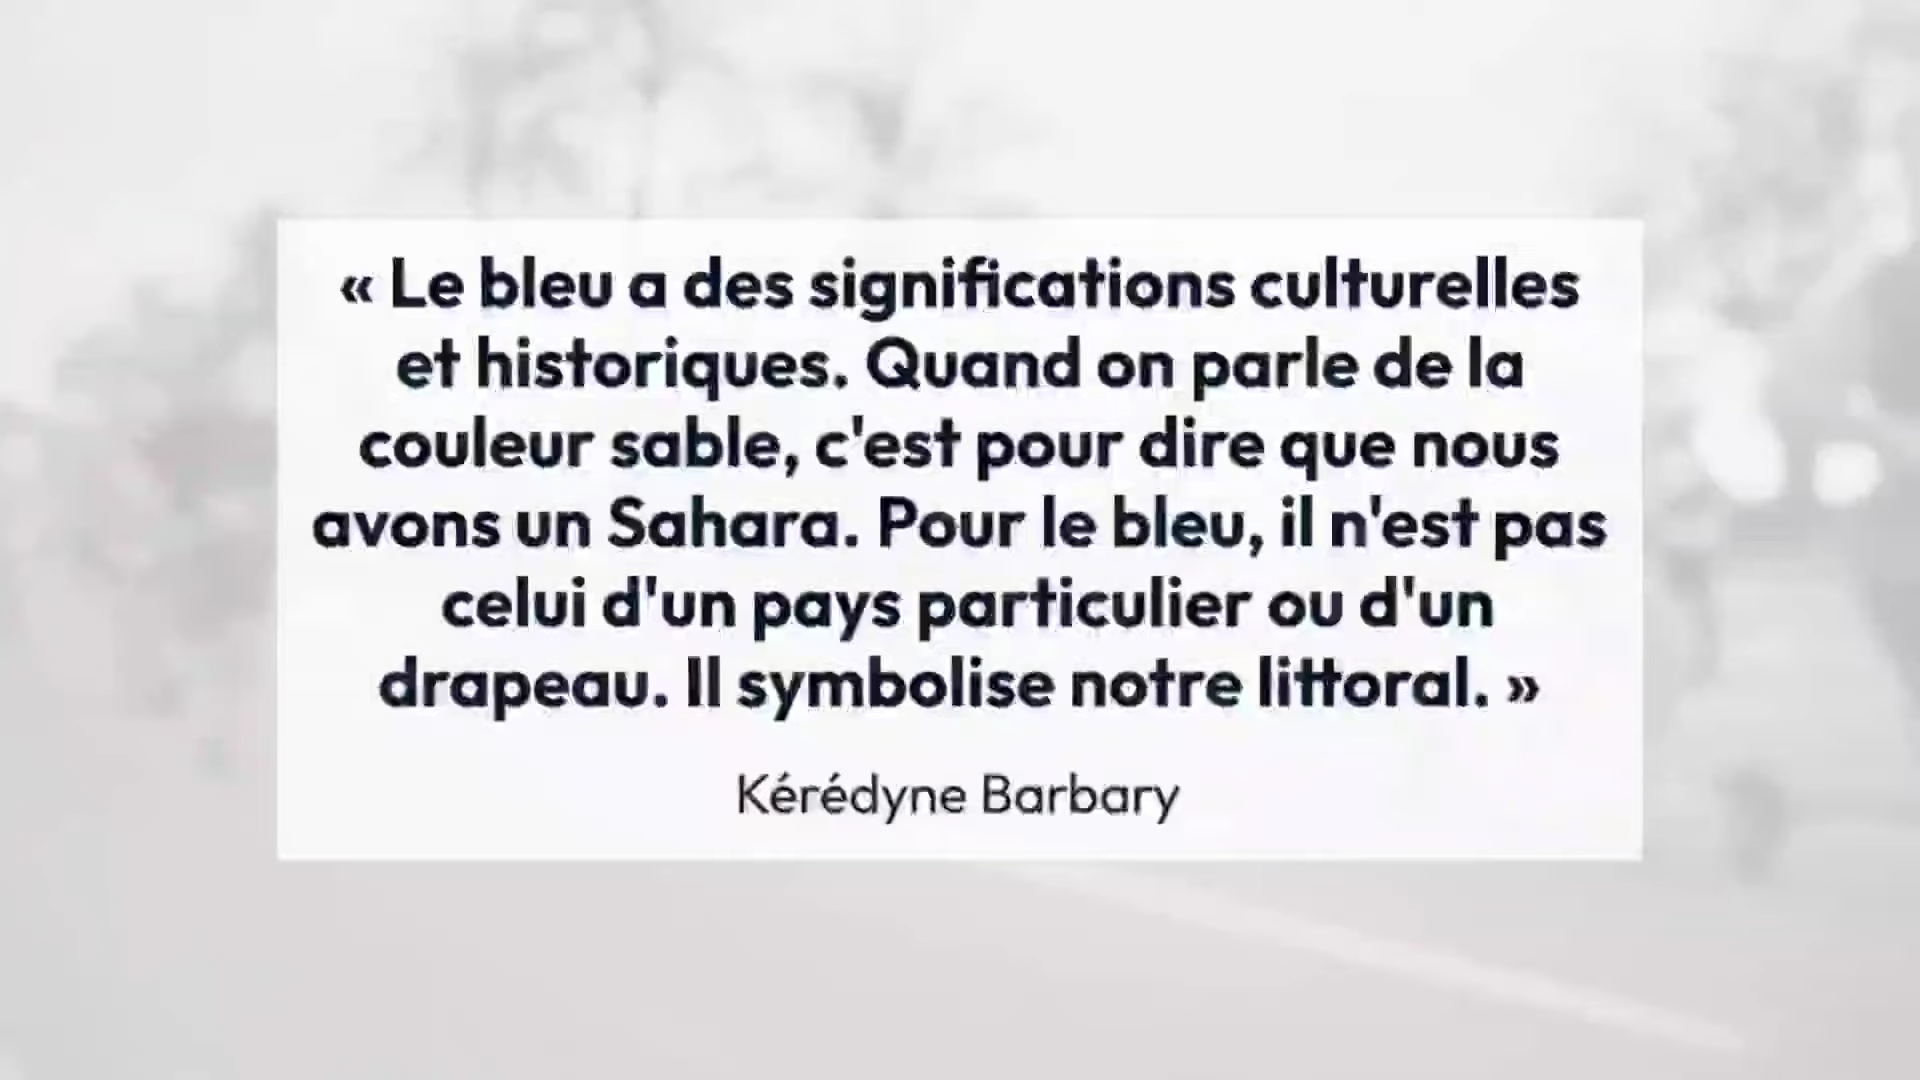 « Le bleu a des significations culturelles
et historiques. Quand on parle de la
couleur sable, c'est pour dire que nous
avons un Sahara. Pour le bleu, il n'est pas
celui d'un pays particulier ou d'un
drapeau. Il symbolise notre littoral. »
Kérédyne Barbary